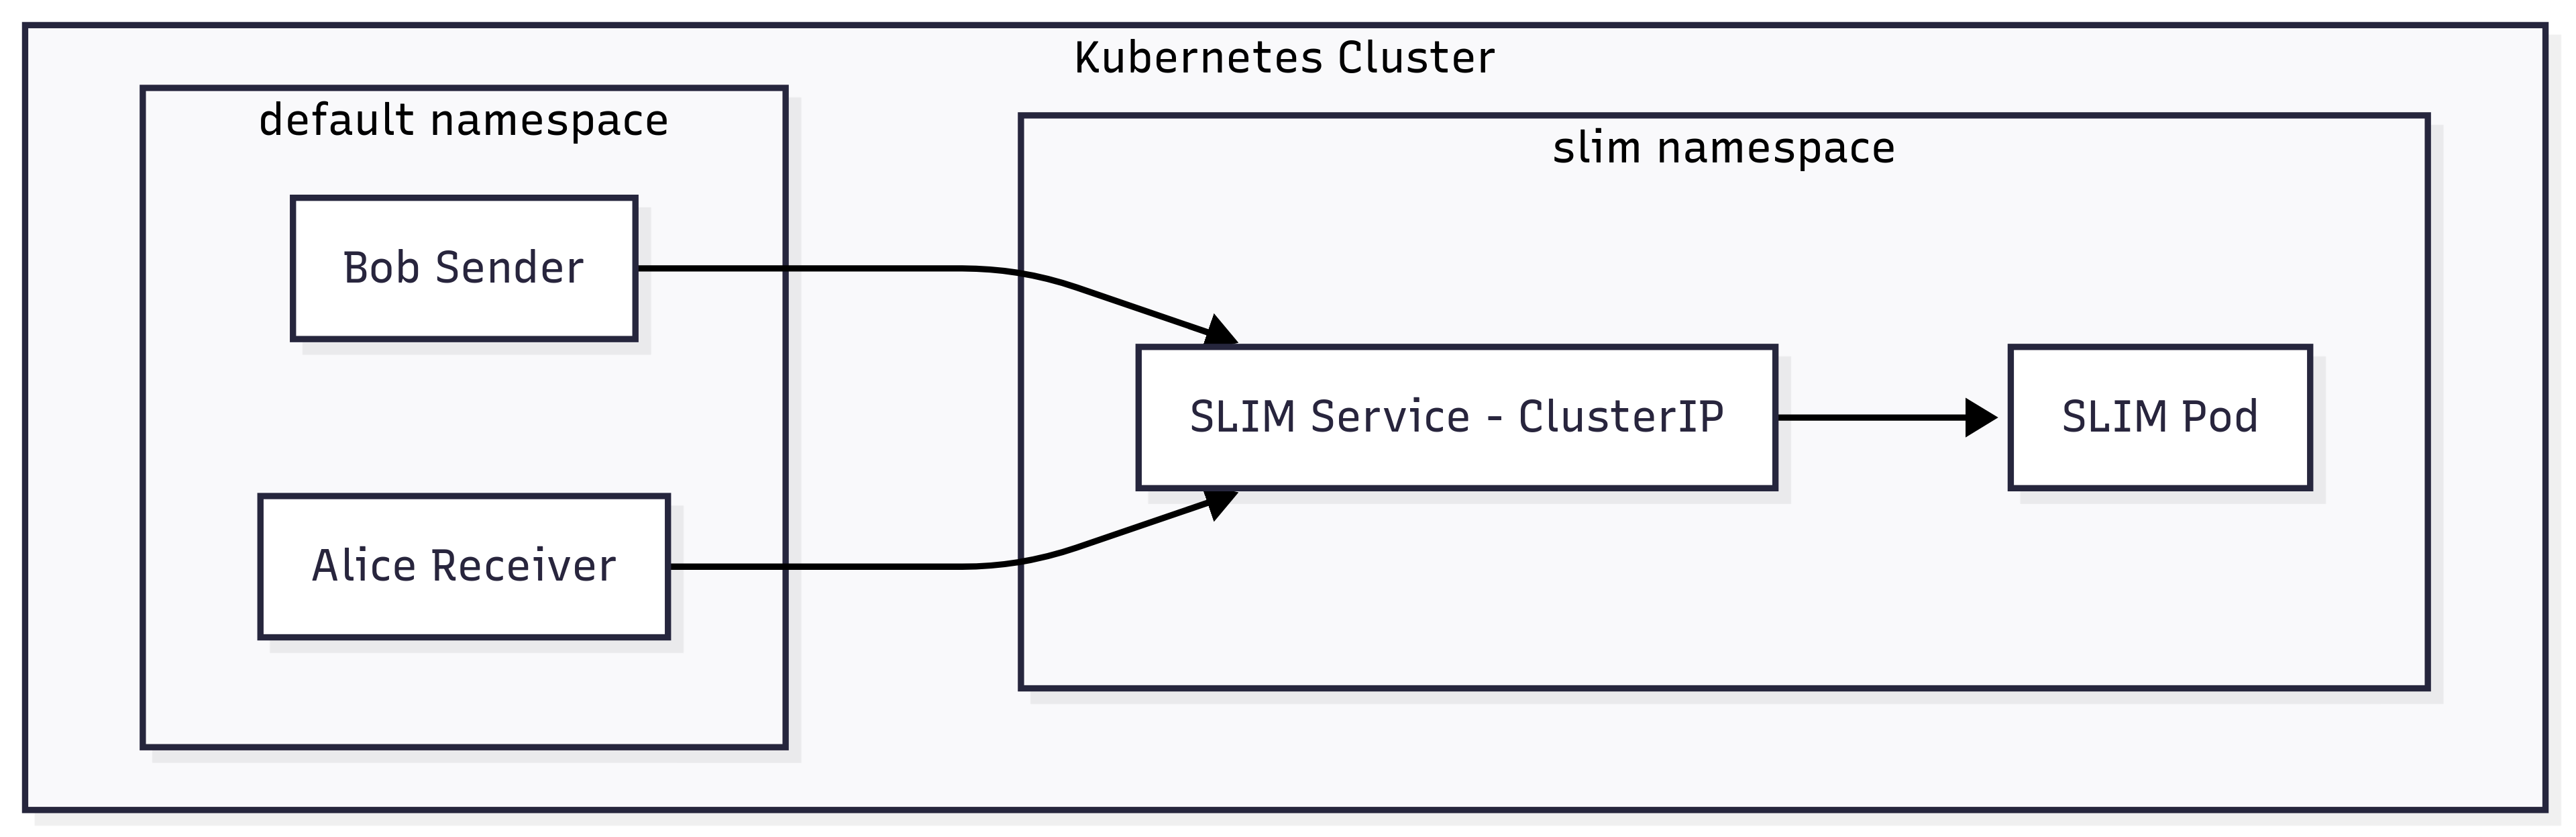 Kubernetes Cluster
default namespace
slim namespace
Bob Sender
SLIM Service - ClusterIP
SLIM Pod
Alice Receiver